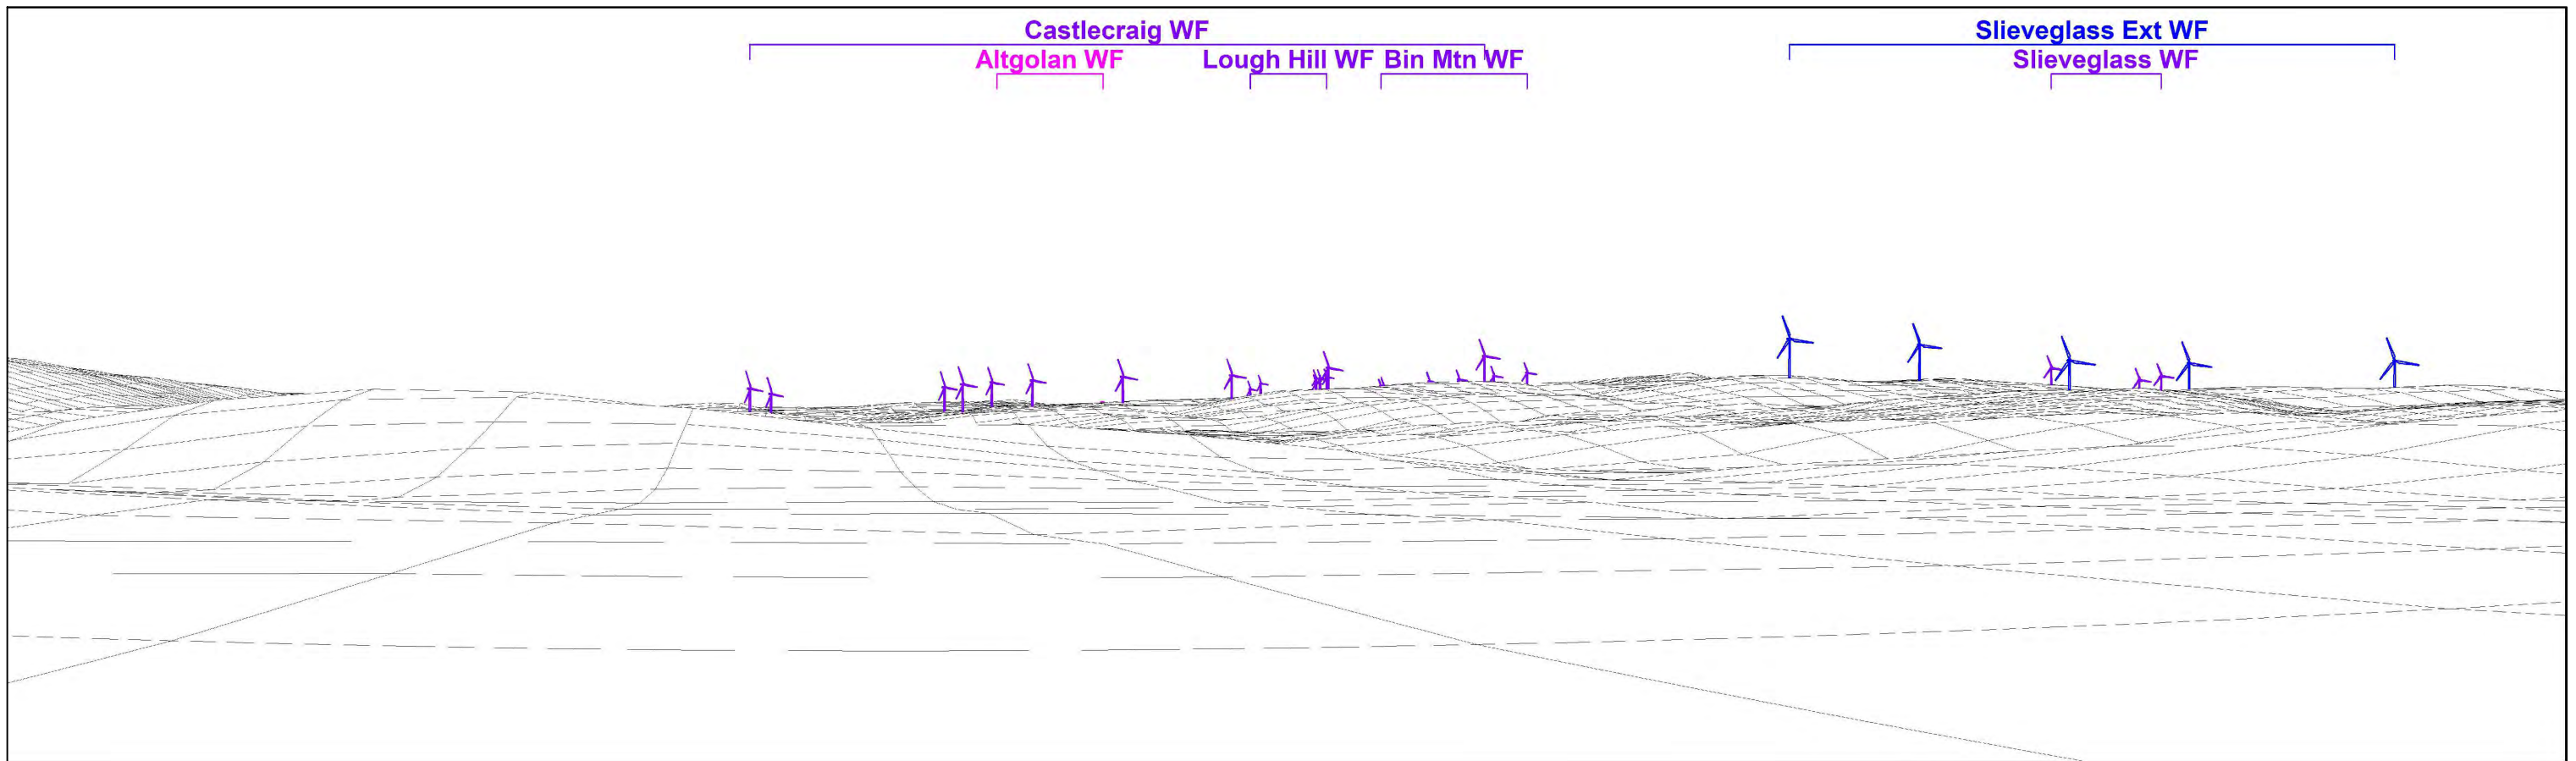 Castlecraig WF
Slieveglass Ext WF
Altgolan WF
Lough Hill WF
Bin Mtn WF
Slieveglass WF